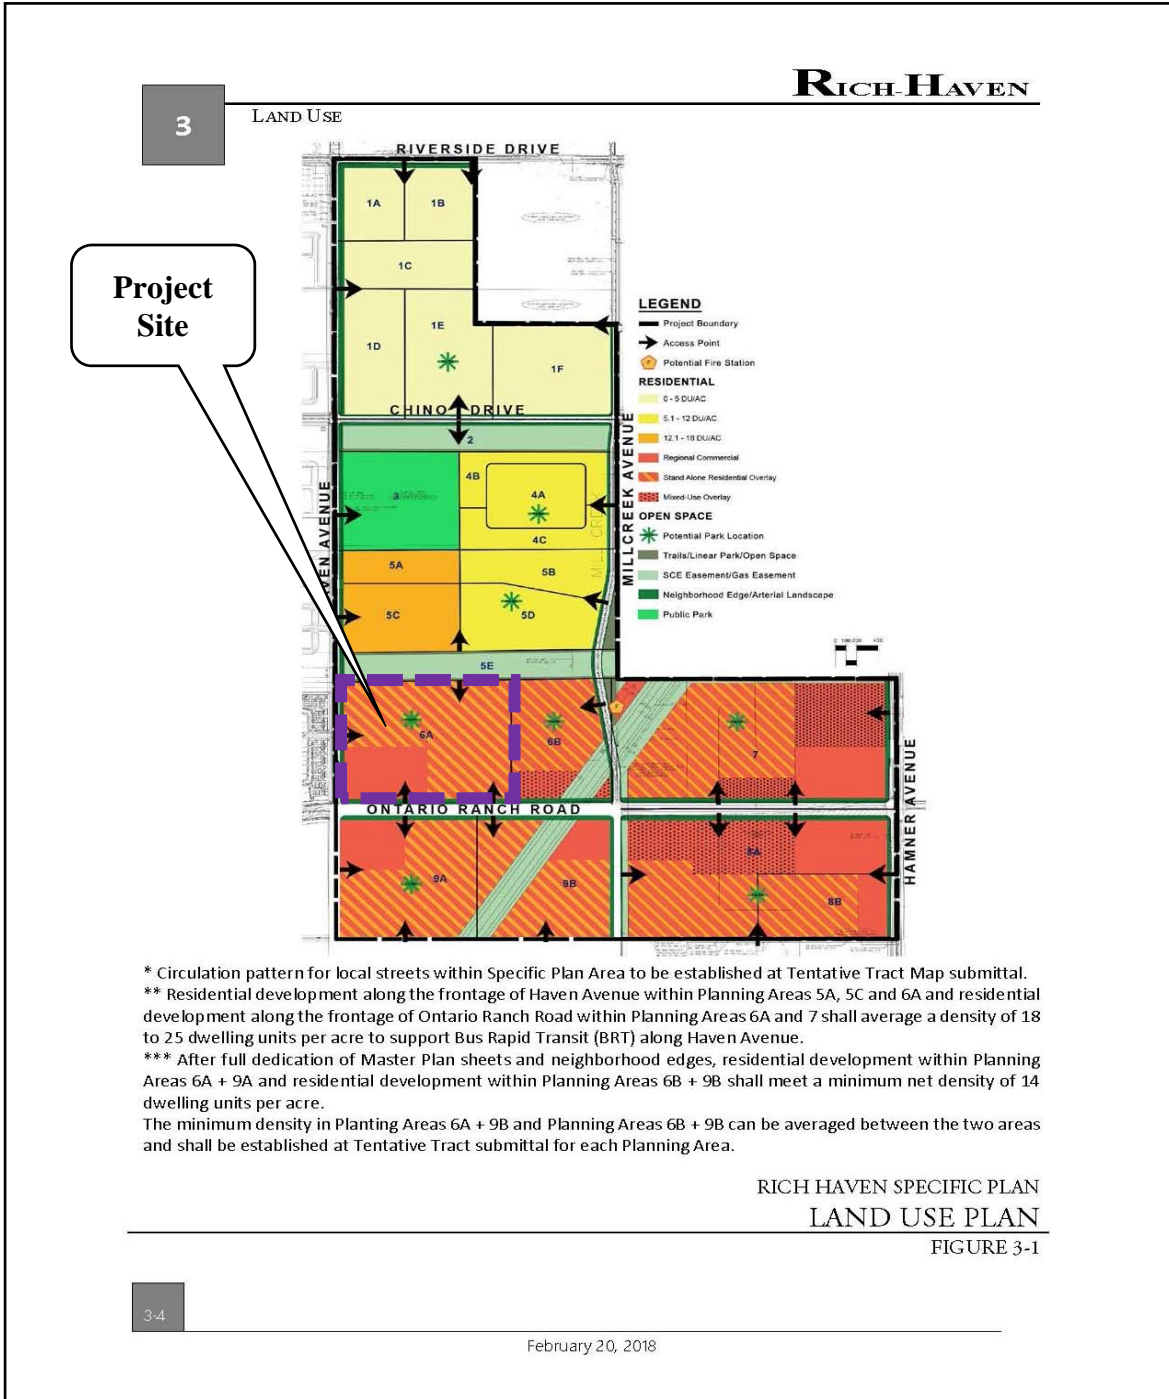 RICH-HAVEN
3
LAND USE
RIVERSIDE DRIVE
1A
1B
Project
Site
1C
1D
1E
1F
LEGEND
Project Boundary
Access Point
F
Potential Fire Station
RESIDENTIAL
0 - 5 DU/AC
5.1 - 12 DU/AC
12.1 - 18 DU/AC
Regional Commercial
Stand Alone Residential Overlay
Mixed-Use Overlay
OPEN SPACE
Potential Park Location
Trails/Linear Park/Open Space
SCE Easement/Gas Easement
Neighborhood Edge/Arterial Landscape
Public Park
CHINO DRIVE
2
3
4B
4A
4C
MILL CREEK
MILLCREEK AVENUE
AVEN AVENUE
5A
5B
5C
5D
5E
6A
6B
F
7
HAMNER AVENUE
ONTARIO RANCH ROAD
9A
9B
8A
8B
* Circulation pattern for local streets within Specific Plan Area to be established at Tentative Tract Map submittal.
** Residential development along the frontage of Haven Avenue within Planning Areas 5A, 5C and 6A and residential
development along the frontage of Ontario Ranch Road within Planning Areas 6A and 7 shall average a density of 18
to 25 dwelling units per acre to support Bus Rapid Transit (BRT) along Haven Avenue.
*** After full dedication of Master Plan sheets and neighborhood edges, residential development within Planning
Areas 6A + 9A and residential development within Planning Areas 6B + 9B shall meet a minimum net density of 14
dwelling units per acre.
The minimum density in Planting Areas 6A + 9B and Planning Areas 6B + 9B can be averaged between the two areas
and shall be established at Tentative Tract submittal for each Planning Area.
RICH HAVEN SPECIFIC PLAN
LAND USE PLAN
FIGURE 3-1
3-4
February 20, 2018